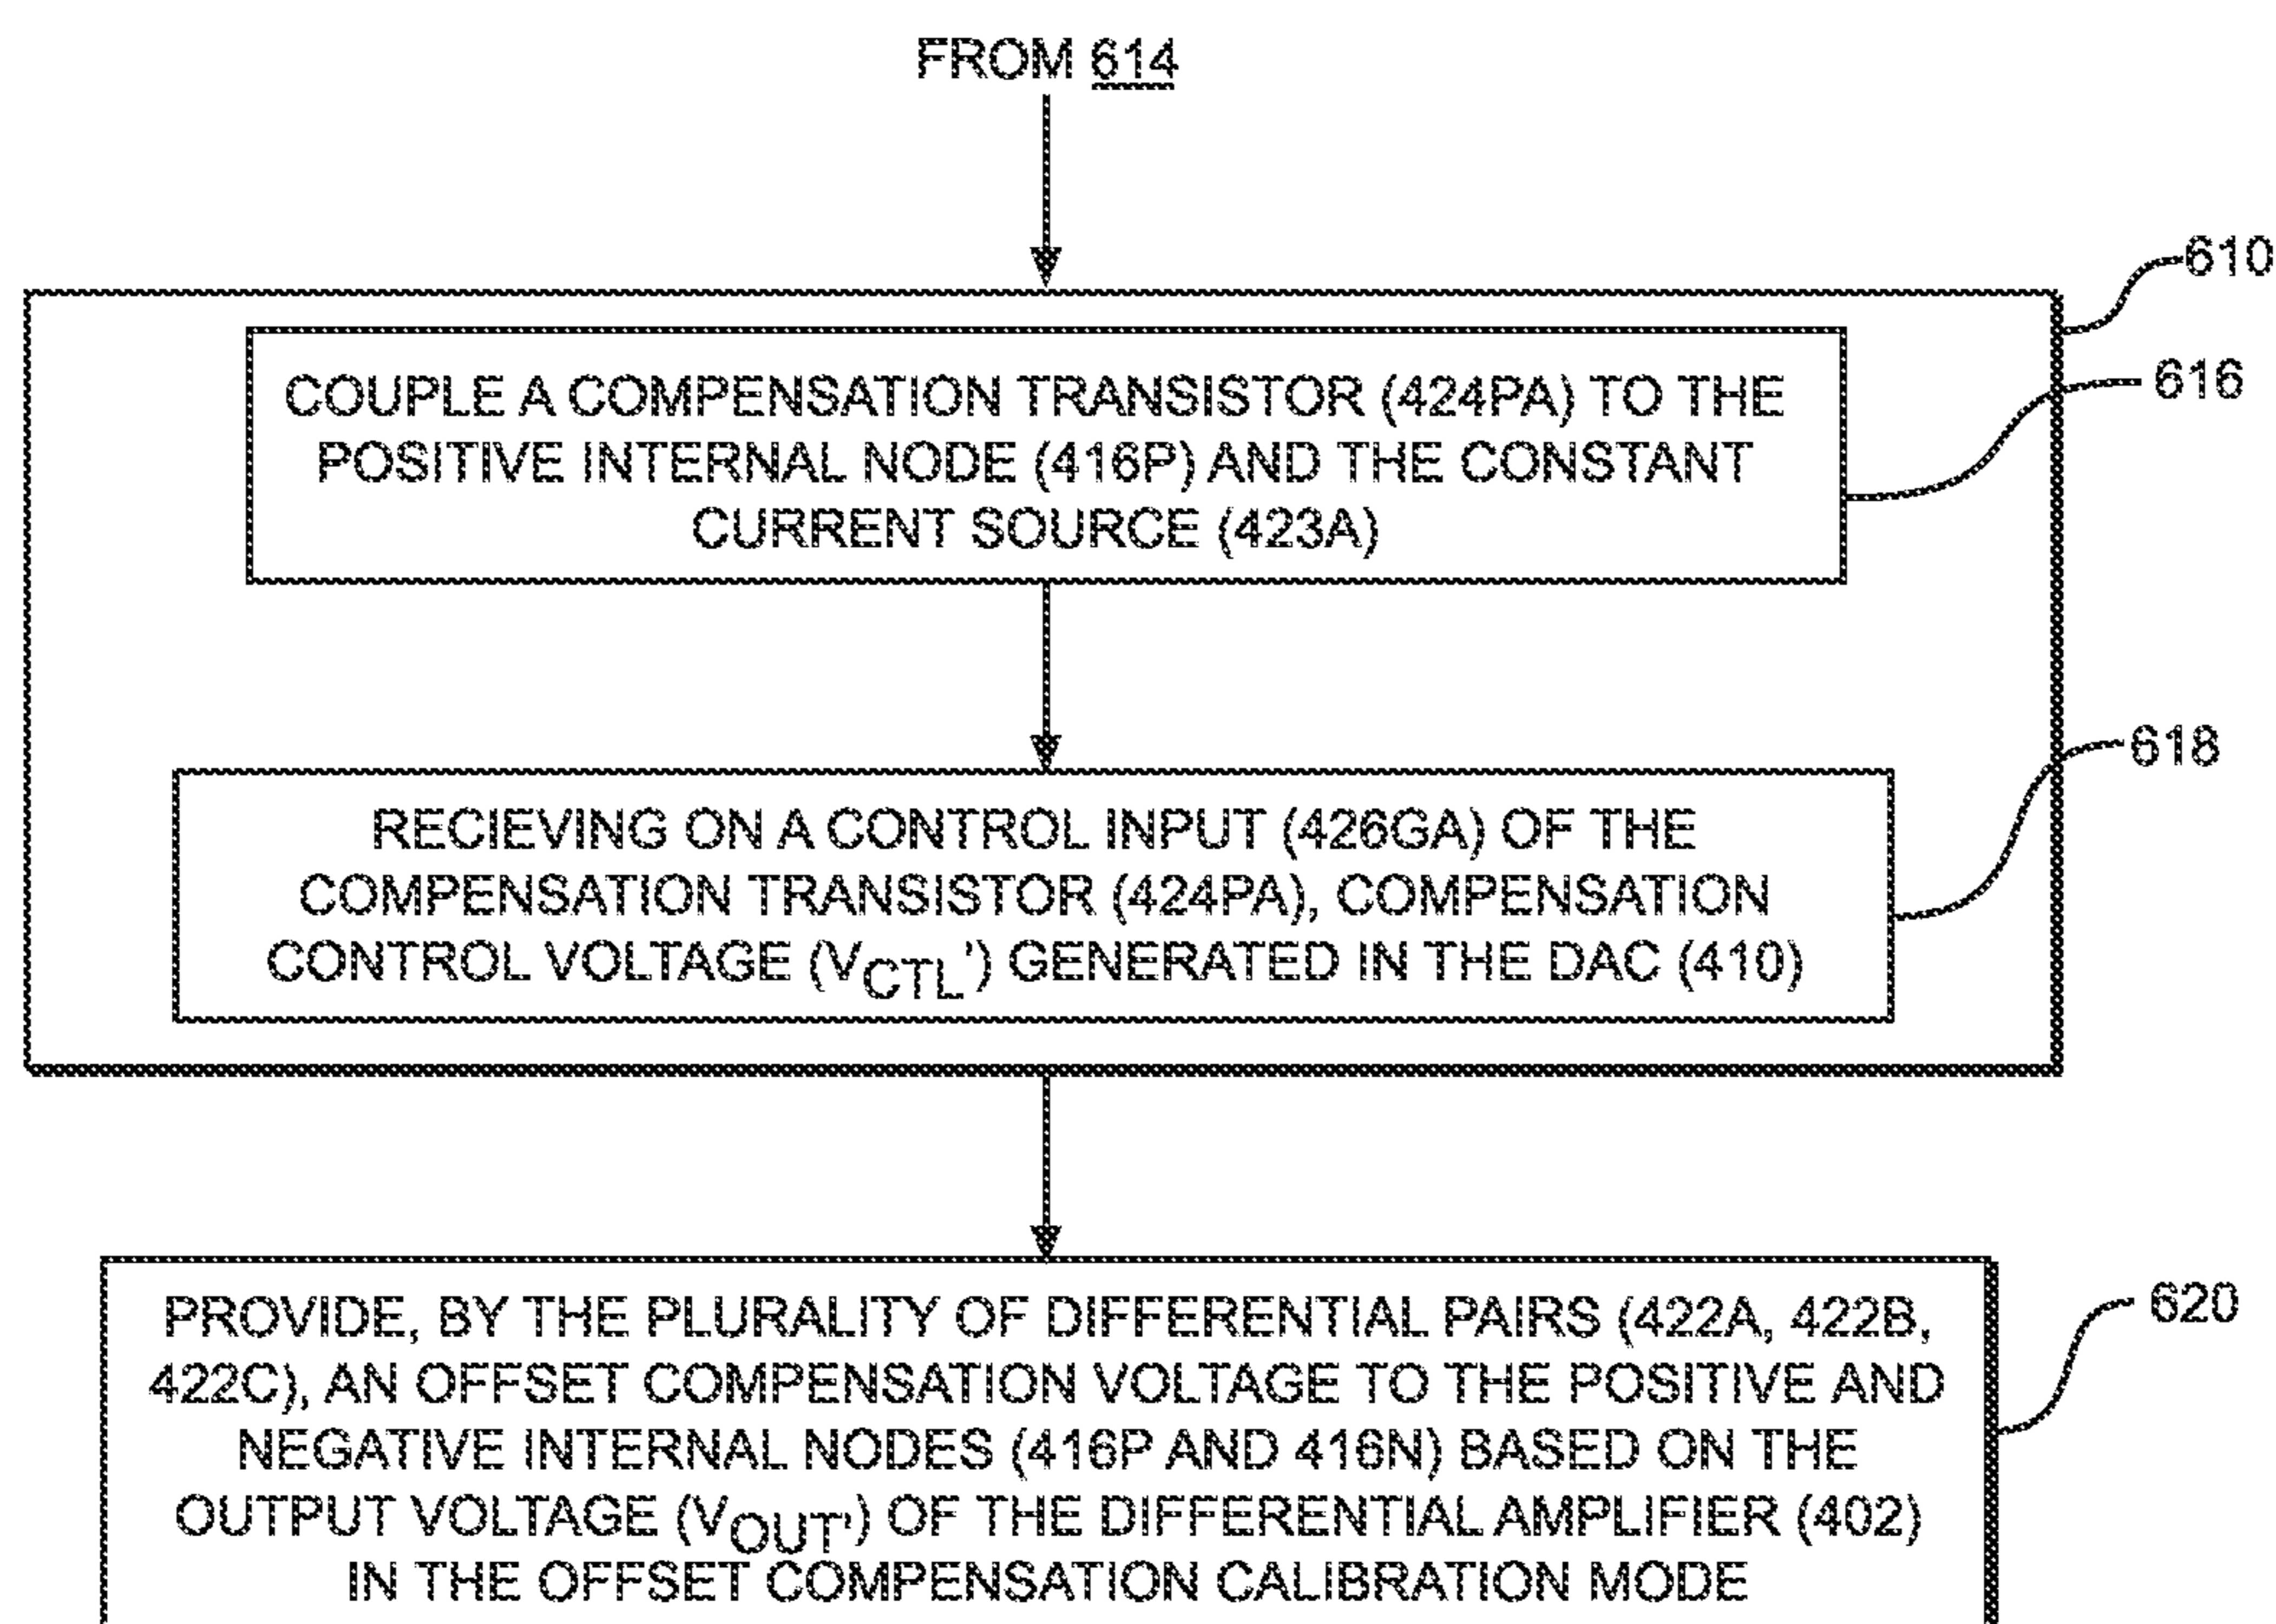 FROM 614
610
COUPLE A COMPENSATION TRANSISTOR (424PA) TO THE
POSITIVE INTERNAL NODE (416P) AND THE CONSTANT
CURRENT SOURCE (423A)
616
618
RECIEVING ON A CONTROL INPUT (426GA) OF THE
COMPENSATION TRANSISTOR (424PA), COMPENSATION
CONTROL VOLTAGE (VCTL') GENERATED IN THE DAC (410)
PROVIDE, BY THE PLURALITY OF DIFFERENTIAL PAIRS (422A, 422B,
422C), AN OFFSET COMPENSATION VOLTAGE TO THE POSITIVE AND
NEGATIVE INTERNAL NODES (416P AND 416N) BASED ON THE
OUTPUT VOLTAGE (VOUT') OF THE DIFFERENTIAL AMPLIFIER (402)
IN THE OFFSET COMPENSATION CALIBRATION MODE
620